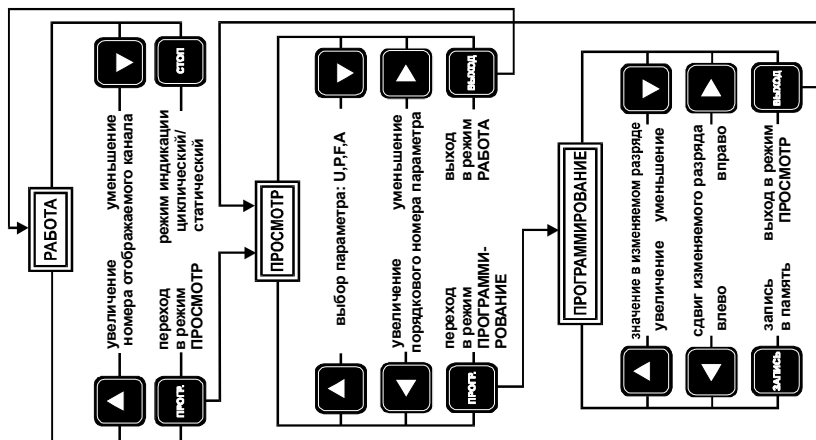 РАБОТА
увеличение
уменьшение
номера отображаемого канала
переход
в режим
ПРОСМОТР
режим индикации
циклический/
статический
ПРОГР.
СТОП
ПРОСМОТР
выбор параметра: U,P,F,A
увеличение
уменьшение
порядкового номера параметра
переход
в режим
ПРОГРАММИ-
РОВАНИЕ
выход
в режим
РАБОТА
ПРОГР.
ВЫХОД
ПРОГРАММИРОВАНИЕ
значение в изменяемом разряде
увеличение
уменьшение
сдвиг изменяемого разряда
влево
вправо
запись
в память
выход в режим
ПРОСМОТР
ЗАПИСЬ
ВЫХОД